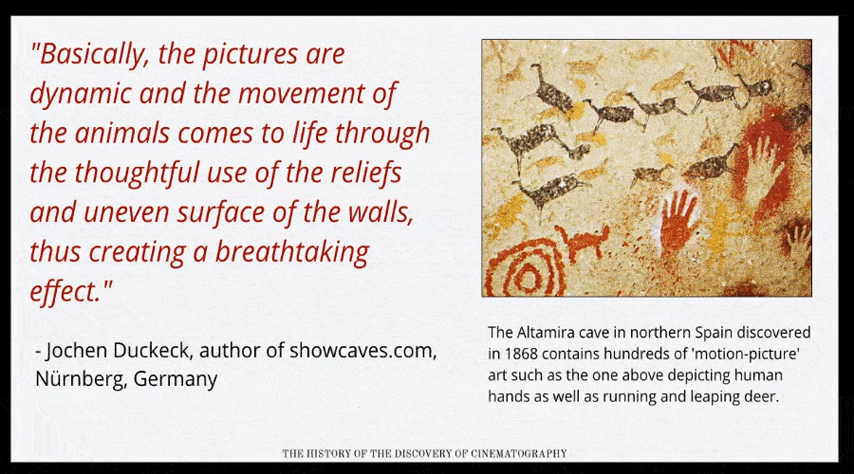 "Basically, the pictures are
dynamic and the movement of
the animals comes to life through
the thoughtful use of the reliefs
and uneven surface of the walls,
thus creating a breathtaking
effect."
- Jochen Duckeck, author of showcaves.com,
Nürnberg, Germany
The Altamira cave in northern Spain discovered
in 1868 contains hundreds of 'motion-picture'
art such as the one above depicting human
hands as well as running and leaping deer.
THE HISTORY OF THE DISCOVERY OF CINEMATOGRAPHY